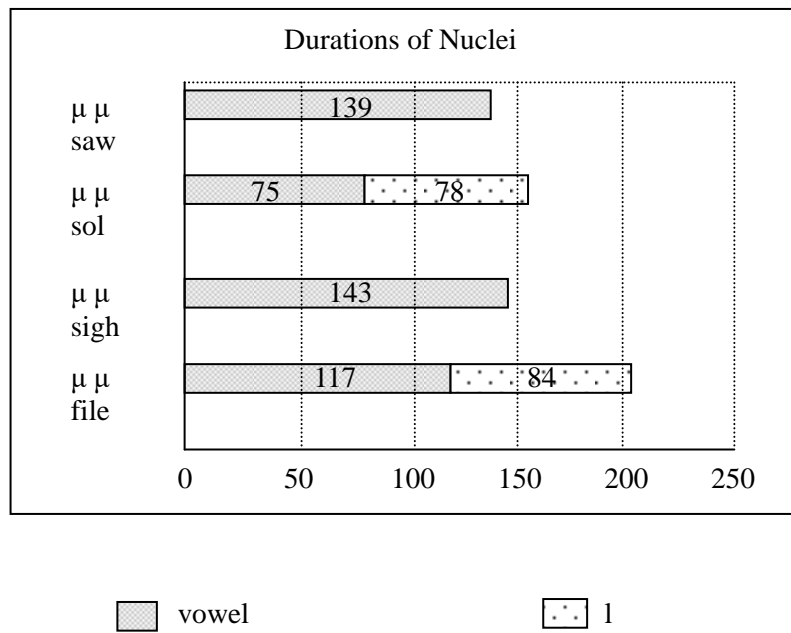 Durations of Nuclei
μ μ
saw
139
μ μ
sol
75 78
μ μ
sigh
143
μ μ
file
117 84
0 50 100 150 200 250
vowel l